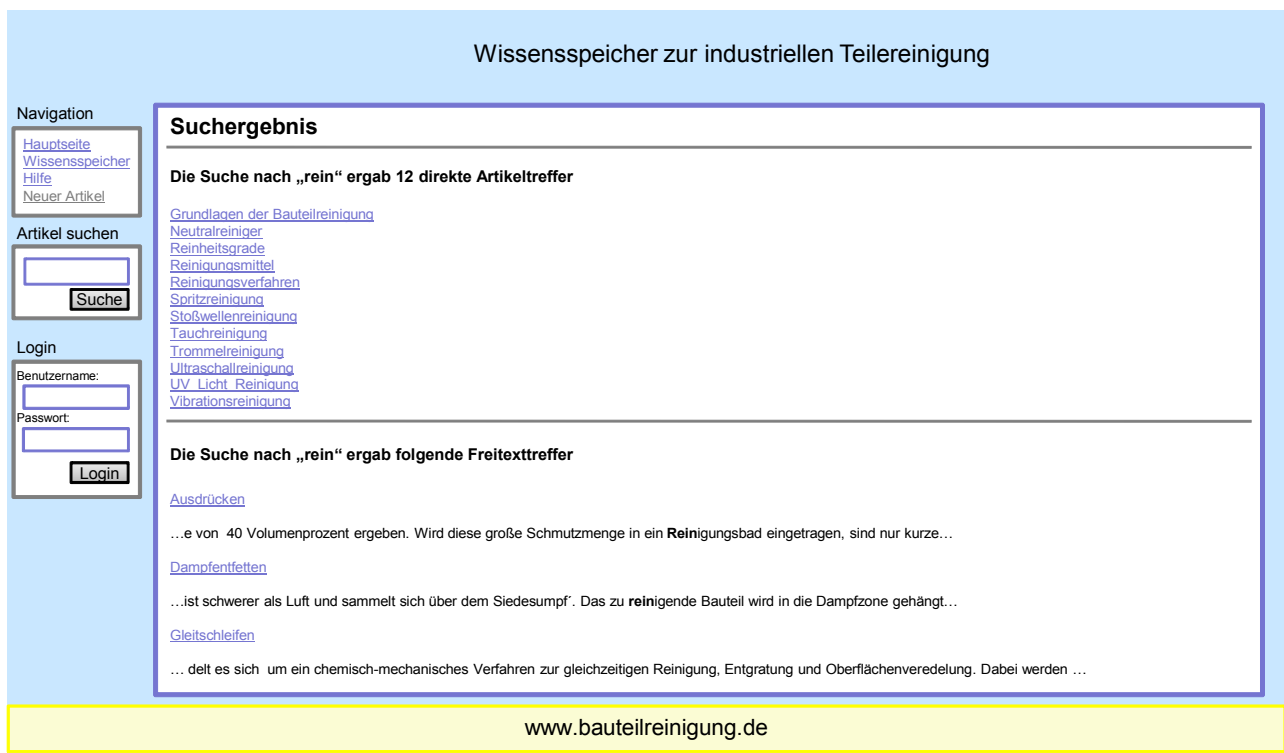 Wissensspeicher zur industriellen Teilereinigung
Navigation
Hauptseite
Wissensspeicher
Hilfe
Neuer Artikel
Artikel suchen
Suche
Login
Benutzername:
Passwort:
Login
Suchergebnis
Die Suche nach „rein“ ergab 12 direkte Artikeltreffer
Grundlagen der Bauteilreinigung
Neutralreiniger
Reinheitsgrade
Reinigungsmittel
Reinigungsverfahren
Spritzreinigung
Stoßwellenreinigung
Tauchreinigung
Trommelreinigung
Ultraschallreinigung
UV_Licht_Reinigung
Vibrationsreinigung
Die Suche nach „rein“ ergab folgende Freitexttreffer
Ausdrücken
…e von 40 Volumenprozent ergeben. Wird diese große Schmutzmenge in ein Reinigungsbad eingetragen, sind nur kurze…
Dampfentfetten
…ist schwerer als Luft und sammelt sich über dem Siedesumpf´. Das zu reinigende Bauteil wird in die Dampfzone gehängt…
Gleitschleifen
… delt es sich um ein chemisch-mechanisches Verfahren zur gleichzeitigen Reinigung, Entgratung und Oberflächenveredelung. Dabei werden …
www.bauteilreinigung.de